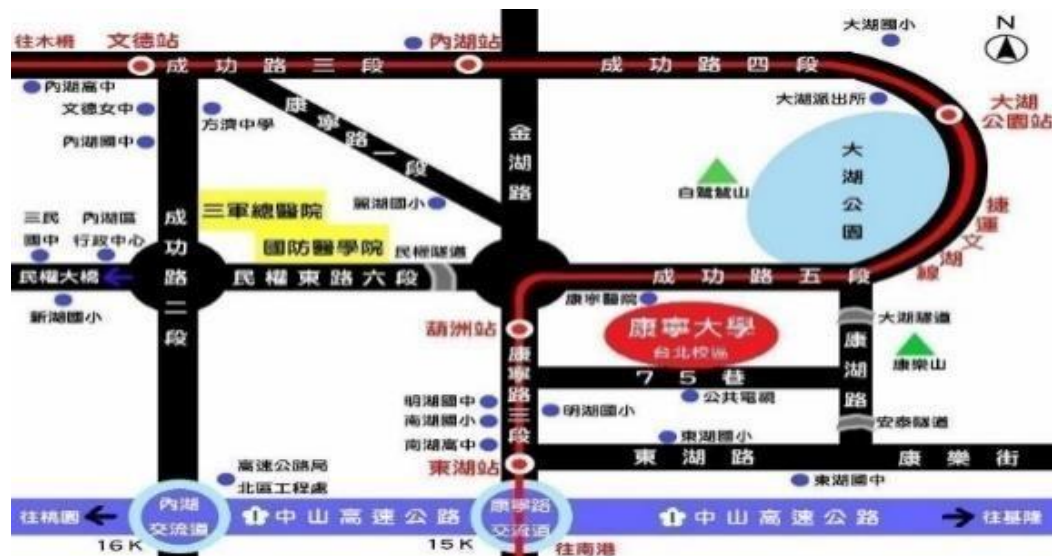 大湖國小
N
往木柵
文德站
內湖站
成功路三段
成功路四段
內湖高中
文德女中
方濟中學
內湖國中
康寧路一段
金湖路
大湖派出所
大湖公園站
大湖公園
白鷺鷥山
捷運文湖線
三軍總醫院
國防醫學院
麗湖國小
民權隧道
三民國中
內湖區行政中心
成功路二段
民權大橋
民權東路六段
成功路五段
新湖國小
康寧醫院
葫洲站
康寧大學
台北校區
大湖隧道
康樂山
康湖路
75巷
康寧路三段
明湖國中
公共電視
南湖國小
明湖國小
安泰隧道
南湖高中
東湖國小
東湖站
東湖路
康樂街
高速公路局
北區工程處
東湖國中
往桃園
內湖
交流道
1
中山高速公路
康寧路
交流道
1
中山高速公路
往基隆
16K
15K
往南港